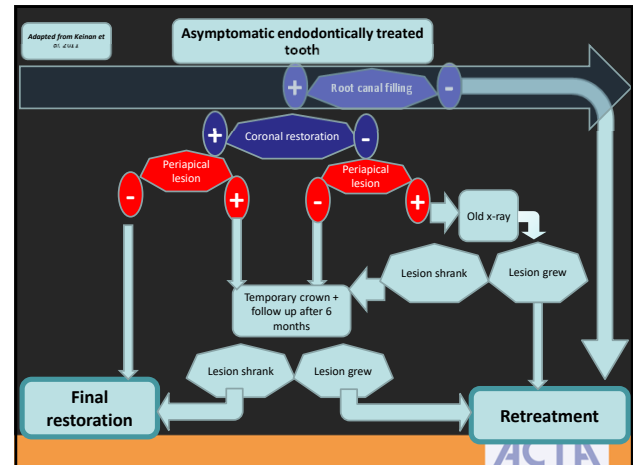 Adapted from Keinan et
al. 2011
Asymptomatic endodontically treated
tooth
+
Root canal filling
-
+
Coronal restoration
-
Periapical
lesion
Periapical
lesion
-
+
-
+
Old x-ray
Lesion shrank
Lesion grew
Temporary crown +
follow up after 6
months
Lesion shrank
Lesion grew
Final
restoration
Retreatment
ACTA